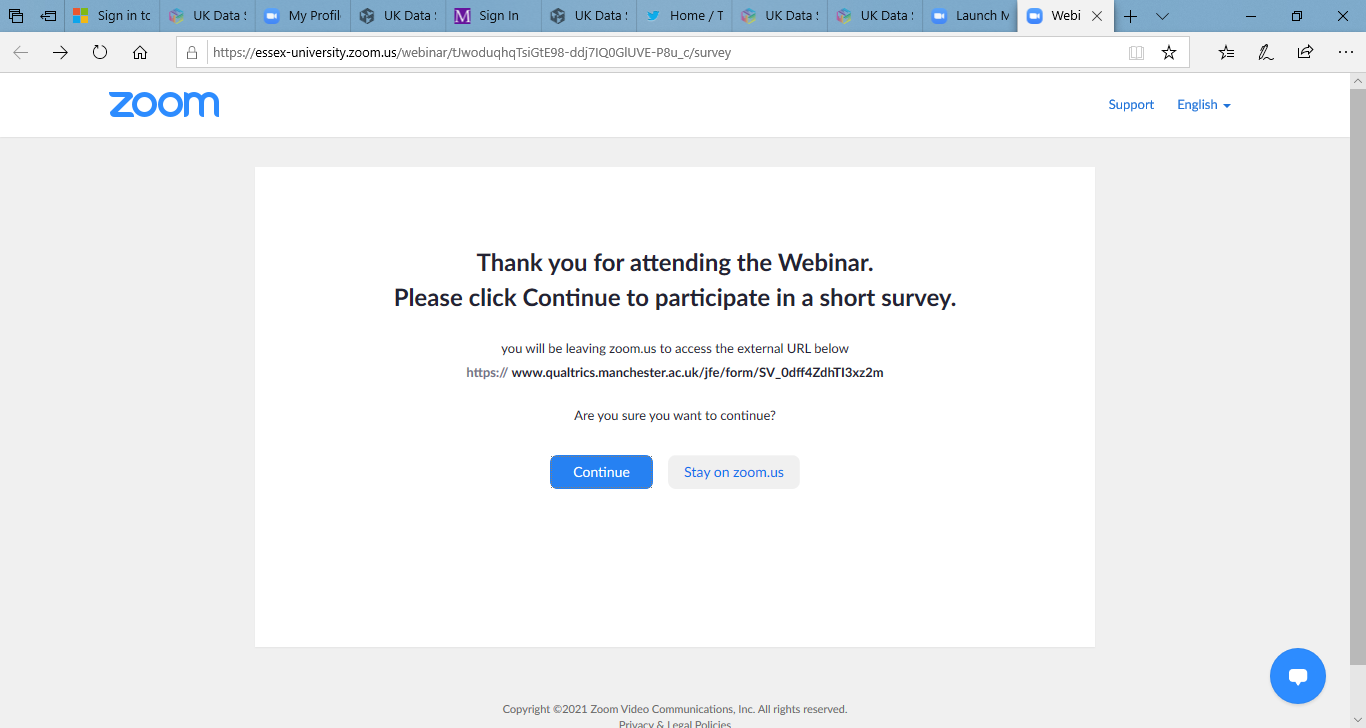 Sign in to
UK Data S
My Profil
UK Data S
Sign In
UK Data S
Home / T
UK Data S
UK Data S
Launch M
Webi
https://essex-university.zoom.us/webinar/tJwoduqhqTsiGtE98-ddj7IQ0GlUVE-P8u_c/survey
zoom
Support
English
Thank you for attending the Webinar.
Please click Continue to participate in a short survey.
you will be leaving zoom.us to access the external URL below
https:// www.qualtrics.manchester.ac.uk/jfe/form/SV_0dff4ZdhTI3xz2m
Are you sure you want to continue?
Continue
Stay on zoom.us
Copyright ©2021 Zoom Video Communications, Inc. All rights reserved.
Privacy & Legal Policies